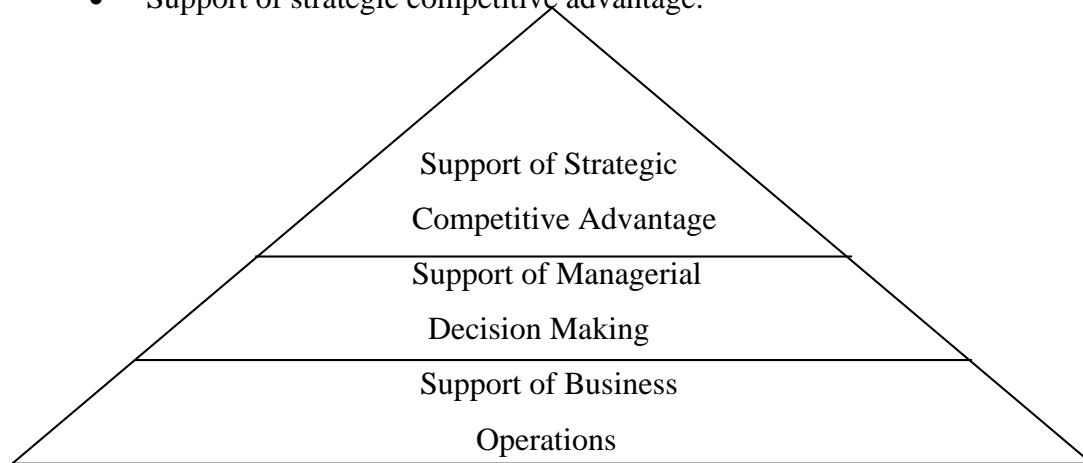 • Support of strategic competitive advantage.
Support of Strategic
Competitive Advantage
Support of Managerial
Decision Making
Support of Business
Operations